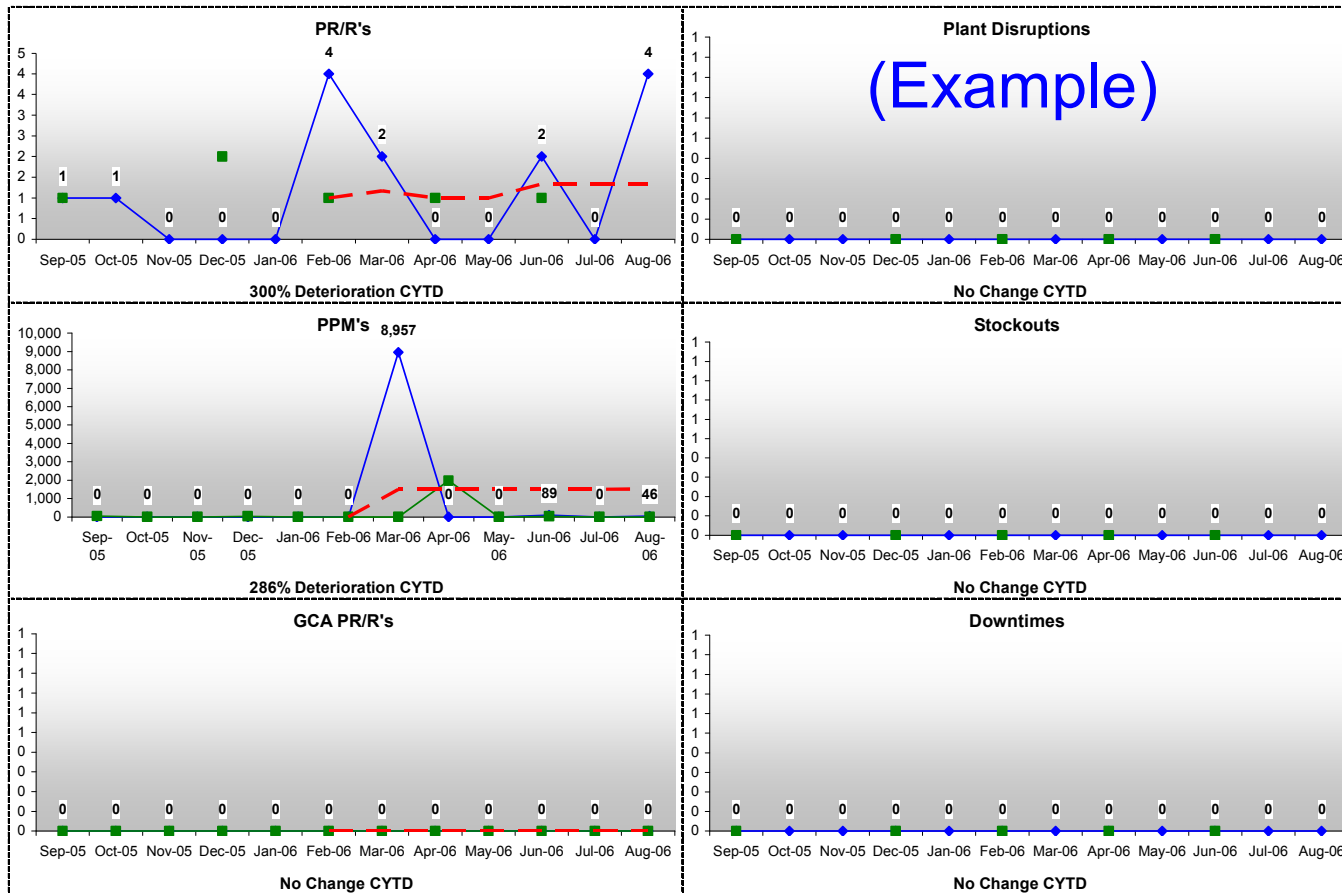 PR/R's
5
4
4
3
3
2
2
1
1
0
1 1 0 0 0 4 2 0 0 2 0 4
Sep-05 Oct-05 Nov-05 Dec-05 Jan-06 Feb-06 Mar-06 Apr-06 May-06 Jun-06 Jul-06 Aug-06
300% Deterioration CYTD
Plant Disruptions
(Example)
1
1
1
1
1
1
0
0
0
0
0
0 0 0 0 0 0 0 0 0 0 0 0
Sep-05 Oct-05 Nov-05 Dec-05 Jan-06 Feb-06 Mar-06 Apr-06 May-06 Jun-06 Jul-06 Aug-06
No Change CYTD
PPM's
10,000
9,000
8,000
7,000
6,000
5,000
4,000
3,000
2,000
1,000
0
0 0 0 0 0 0 8,957 0 0 89 0 46
Sep-05 Oct-05 Nov-05 Dec-05 Jan-06 Feb-06 Mar-06 Apr-06 May-06 Jun-06 Jul-06 Aug-06
286% Deterioration CYTD
Stockouts
1
1
1
1
1
1
0
0
0
0
0
0 0 0 0 0 0 0 0 0 0 0 0
Sep-05 Oct-05 Nov-05 Dec-05 Jan-06 Feb-06 Mar-06 Apr-06 May-06 Jun-06 Jul-06 Aug-06
No Change CYTD
GCA PR/R's
1
1
1
1
1
1
0
0
0
0
0
0 0 0 0 0 0 0 0 0 0 0 0
Sep-05 Oct-05 Nov-05 Dec-05 Jan-06 Feb-06 Mar-06 Apr-06 May-06 Jun-06 Jul-06 Aug-06
No Change CYTD
Downtimes
1
1
1
1
1
1
0
0
0
0
0
0 0 0 0 0 0 0 0 0 0 0 0
Sep-05 Oct-05 Nov-05 Dec-05 Jan-06 Feb-06 Mar-06 Apr-06 May-06 Jun-06 Jul-06 Aug-06
No Change CYTD